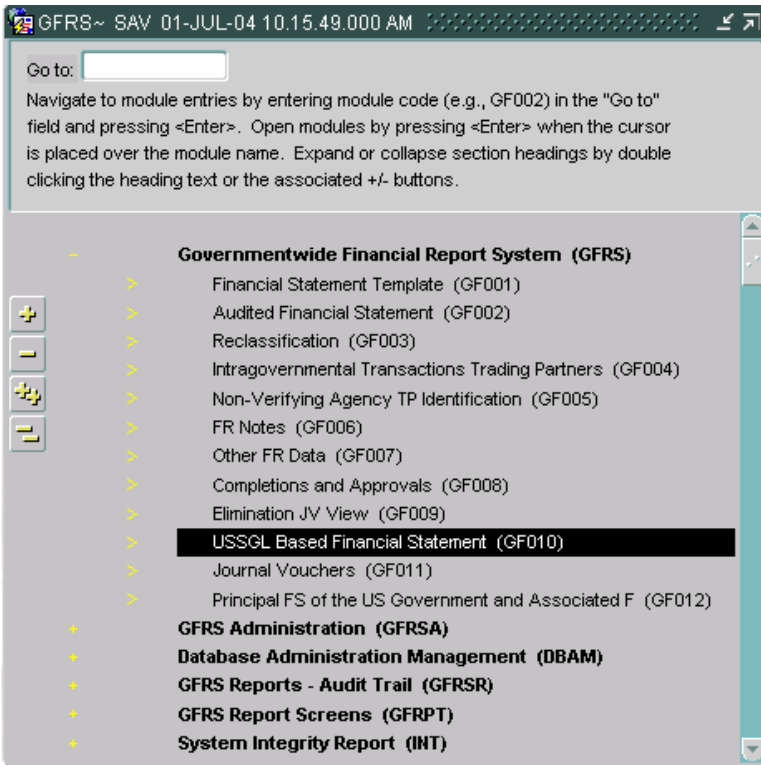 GFRS~ SAV 01-JUL-04 10.15.49.000 AM
Go to:
Navigate to module entries by entering module code (e.g., GF002) in the "Go to"
field and pressing <Enter>. Open modules by pressing <Enter> when the cursor
is placed over the module name. Expand or collapse section headings by double
clicking the heading text or the associated +/- buttons.
- Governmentwide Financial Report System (GFRS)
> Financial Statement Template (GF001)
> Audited Financial Statement (GF002)
> Reclassification (GF003)
> Intragovernmental Transactions Trading Partners (GF004)
> Non-Verifying Agency TP Identification (GF005)
> FR Notes (GF006)
> Other FR Data (GF007)
> Completions and Approvals (GF008)
> Elimination JV View (GF009)
> USSGL Based Financial Statement (GF010)
> Journal Vouchers (GF011)
> Principal FS of the US Government and Associated F (GF012)
+ GFRS Administration (GFRSA)
+ Database Administration Management (DBAM)
+ GFRS Reports - Audit Trail (GFRSR)
+ GFRS Report Screens (GFRPT)
+ System Integrity Report (INT)